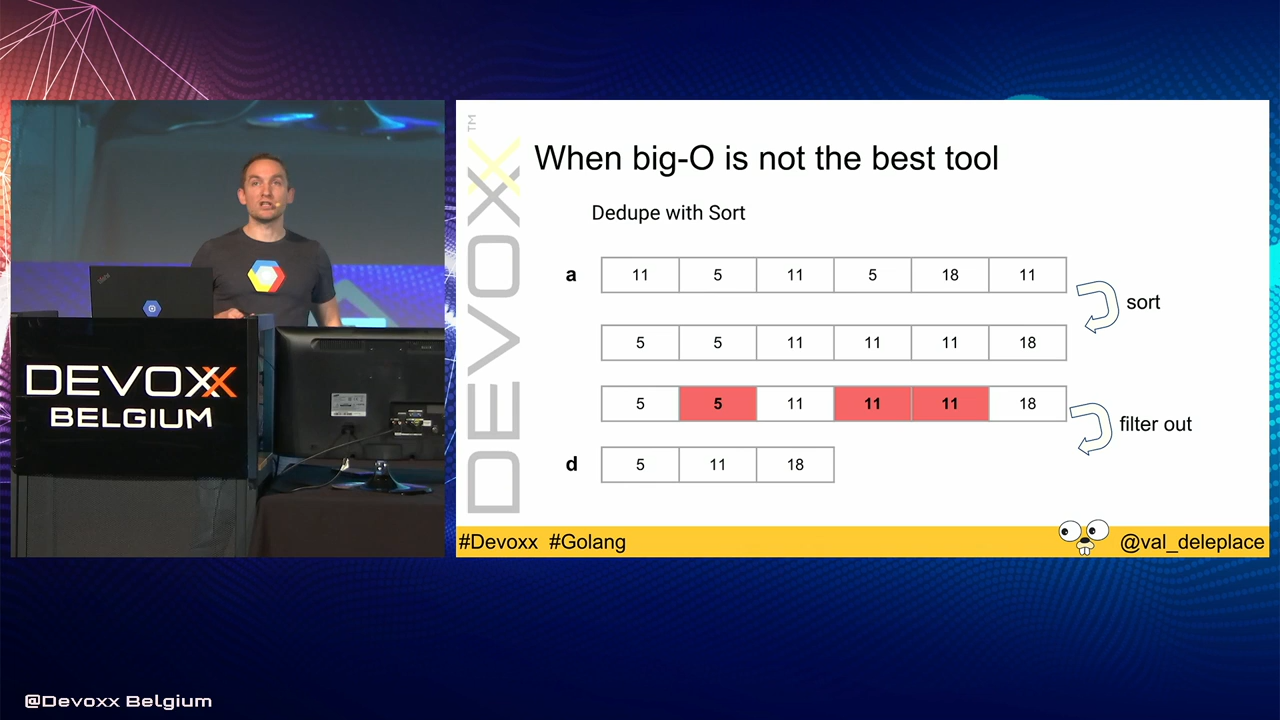 DEVOXX
BELGIUM
DEVOXX™
When big-O is not the best tool
Dedupe with Sort
a 11 5 11 5 18 11
sort
5 5 11 11 11 18
5 5 11 11 11 18
filter out
d 5 11 18
#Devoxx #Golang
@val_deleplace
@Devoxx Belgium